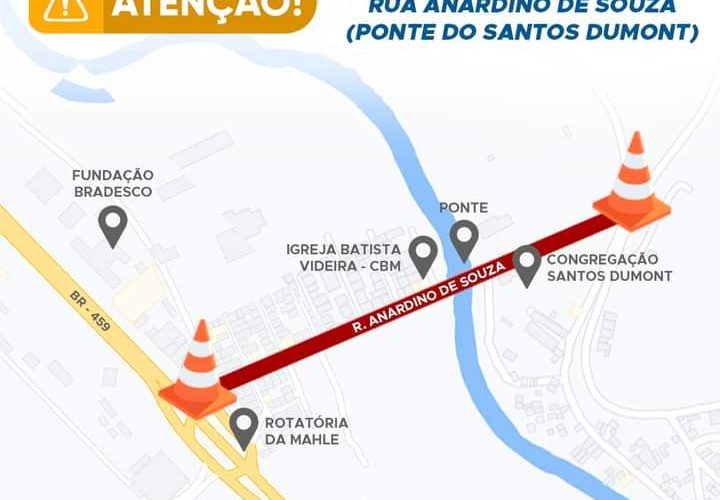 ATENÇÃO!
RUA ANARDINO DE SOUZA
(PONTE DO SANTOS DUMONT)
FUNDAÇÃO
BRADESCO
PONTE
IGREJA BATISTA
VIDEIRA - CBM
CONGREGAÇÃO
SANTOS DUMONT
R. ANARDINO DE SOUZA
BR - 459
ROTATÓRIA
DA MAHLE